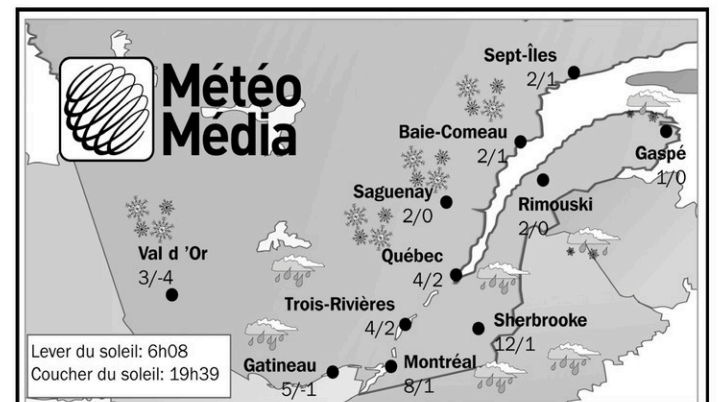 Météo
Média
Sept-Îles
2/1
Baie-Comeau
2/1
Gaspé
1/0
Saguenay
2/0
Rimouski
2/0
Val d 'Or
3/-4
Québec
4/2
Trois-Rivières
4/2
Sherbrooke
12/1
Gatineau
5/-1
Montréal
8/1
Lever du soleil: 6h08
Coucher du soleil: 19h39